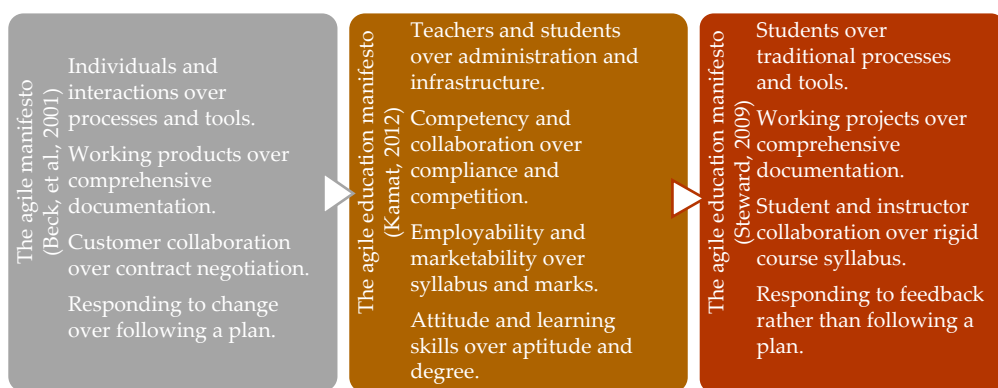 The agile manifesto
(Beck, et al., 2001)
Individuals and
interactions over
processes and tools.
Working products over
comprehensive
documentation.
Customer collaboration
over contract negotiation.
Responding to change
over following a plan.
The agile education manifesto
(Kamat, 2012)
Teachers and students
over administration and
infrastructure.
Competency and
collaboration over
compliance and
competition.
Employability and
marketability over
syllabus and marks.
Attitude and learning
skills over aptitude and
degree.
The agile education manifesto
(Steward, 2009)
Students over
traditional processes
and tools.
Working projects over
comprehensive
documentation.
Student and instructor
collaboration over rigid
course syllabus.
Responding to feedback
rather than following a
plan.